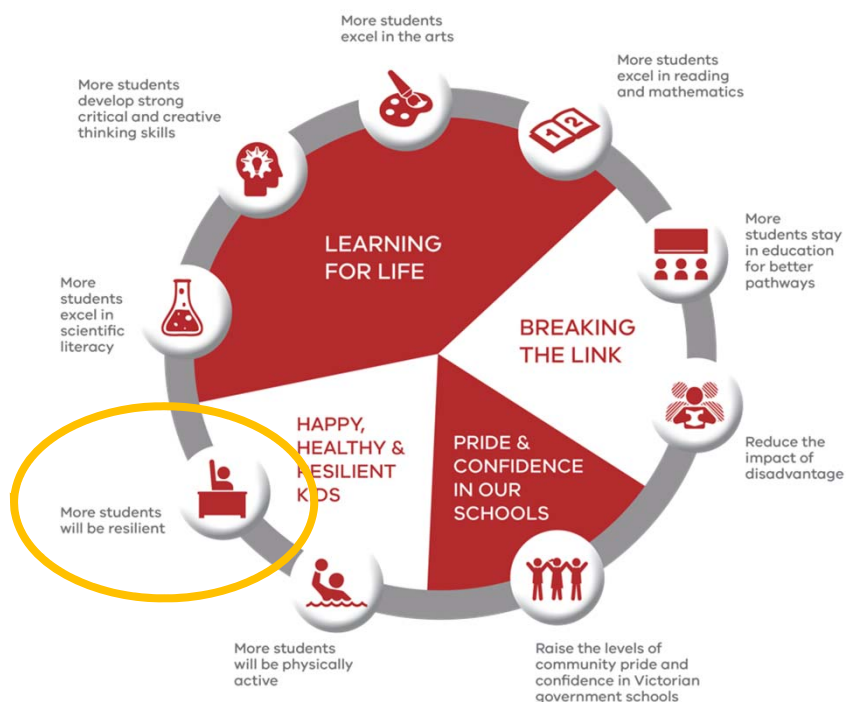 More students
excel in the arts
More students
excel in reading
and mathematics
More students
develop strong
critical and creative
thinking skills
1 2
More
students stay
in education
for better
pathways
LEARNING
FOR LIFE
More
students
excel in
scientific
literacy
BREAKING
THE LINK
HAPPY,
HEALTHY &
RESILIENT
KIDS
PRIDE &
CONFIDENCE
IN OUR
SCHOOLS
Reduce the
impact of
disadvantage
More students
will be resilient
More students
will be physically
active
Raise the levels of
community pride and
confidence in Victorian
government schools